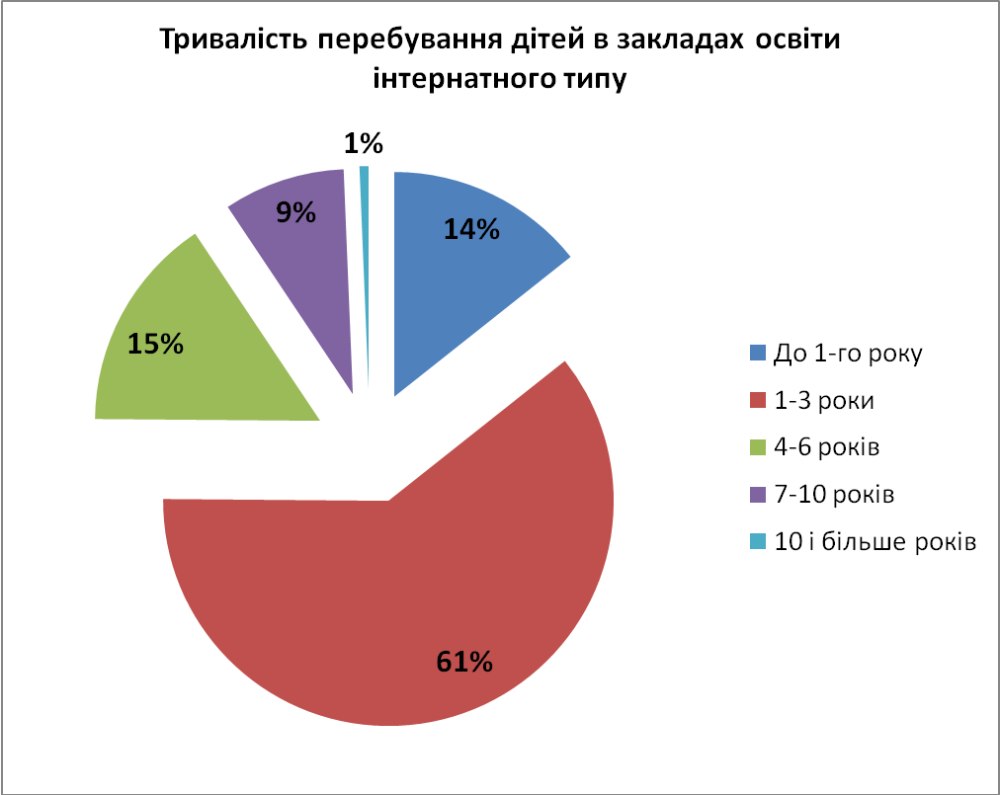 Тривалість перебування дітей в закладах освіти
інтернатного типу
1%
9%
14%
15%
61%
До 1-го року
1-3 роки
4-6 років
7-10 років
10 і більше років